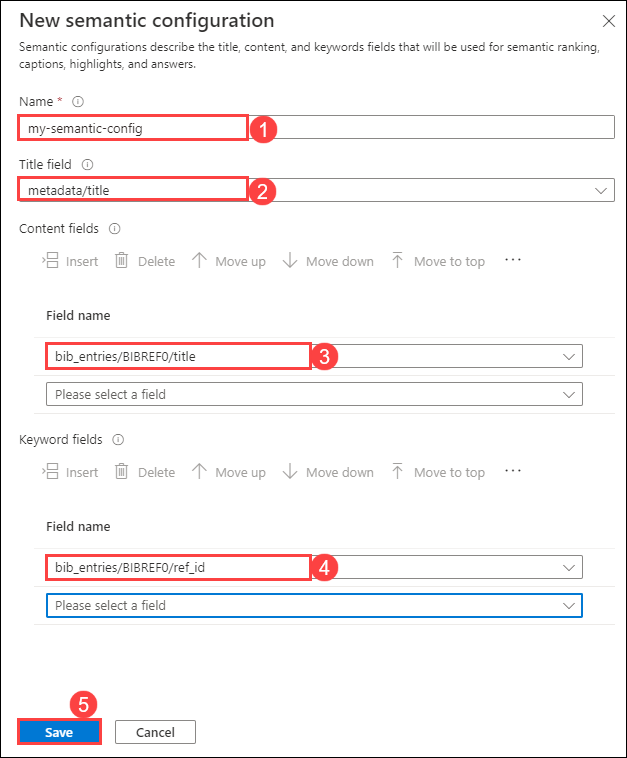 New semantic configuration
Semantic configurations describe the title, content, and keywords fields that will be used for semantic ranking,
captions, highlights, and answers.
Name *
my-semantic-config 1
Title field
metadata/title 2
Content fields
Insert Delete Move up Move down Move to top ...
Field name
bib_entries/BIBREF0/title 3
Please select a field
Keyword fields
Insert Delete Move up Move down Move to top ...
Field name
bib_entries/BIBREF0/ref_id 4
Please select a field
5
Save Cancel